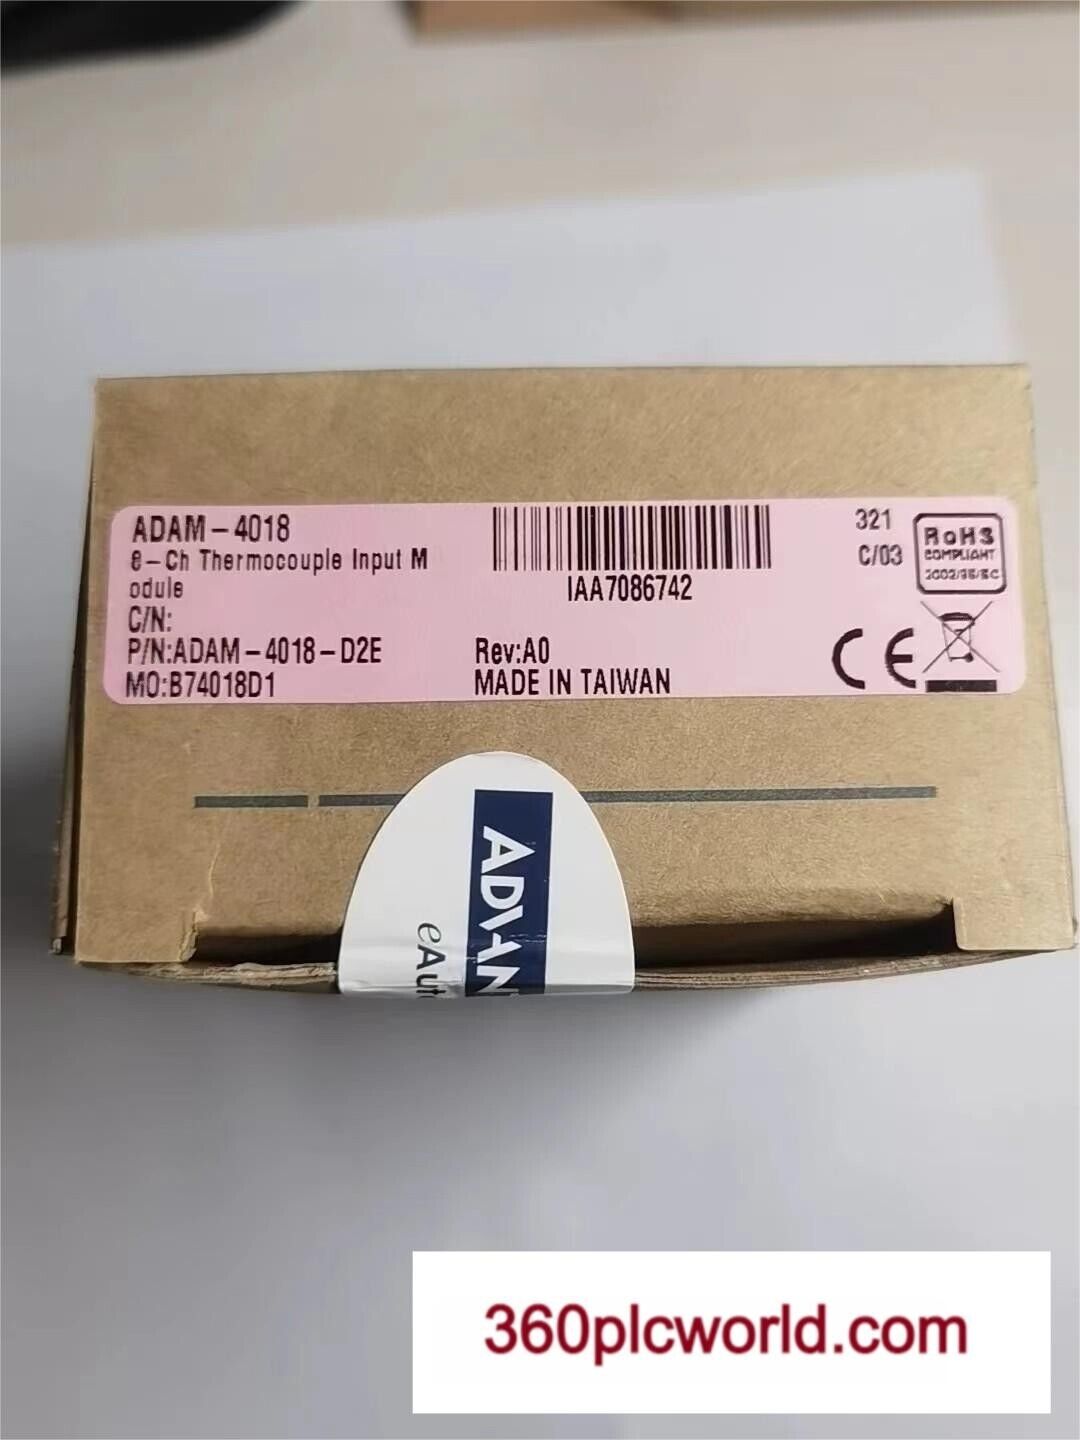 ADAM-4018
8-Ch Thermocouple Input M
odule
C/N:
P/N:ADAM-4018-D2E
MO:B74018D1
IAA7086742
Rev:A0
MADE IN TAIWAN
321
C/03
RoHS
COMPLIANT
2002/95/EC
CE
ADVAN
eAuto
360plcworld.com